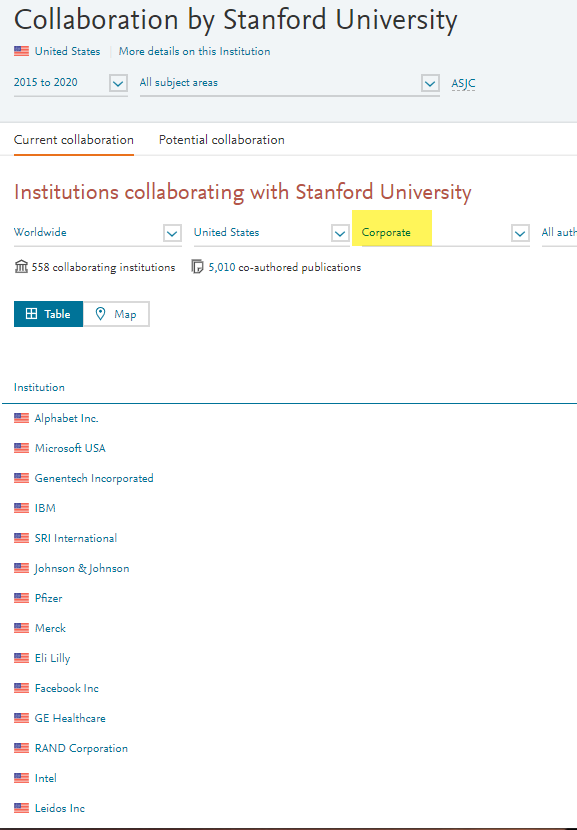 Collaboration by Stanford University
United States | More details on this Institution
2015 to 2020 All subject areas ASJC
Current collaboration Potential collaboration
Institutions collaborating with Stanford University
Worldwide United States Corporate All auth
558 collaborating institutions 5,010 co-authored publications
Table Map
Institution
Alphabet Inc.
Microsoft USA
Genentech Incorporated
IBM
SRI International
Johnson & Johnson
Pfizer
Merck
Eli Lilly
Facebook Inc
GE Healthcare
RAND Corporation
Intel
Leidos Inc